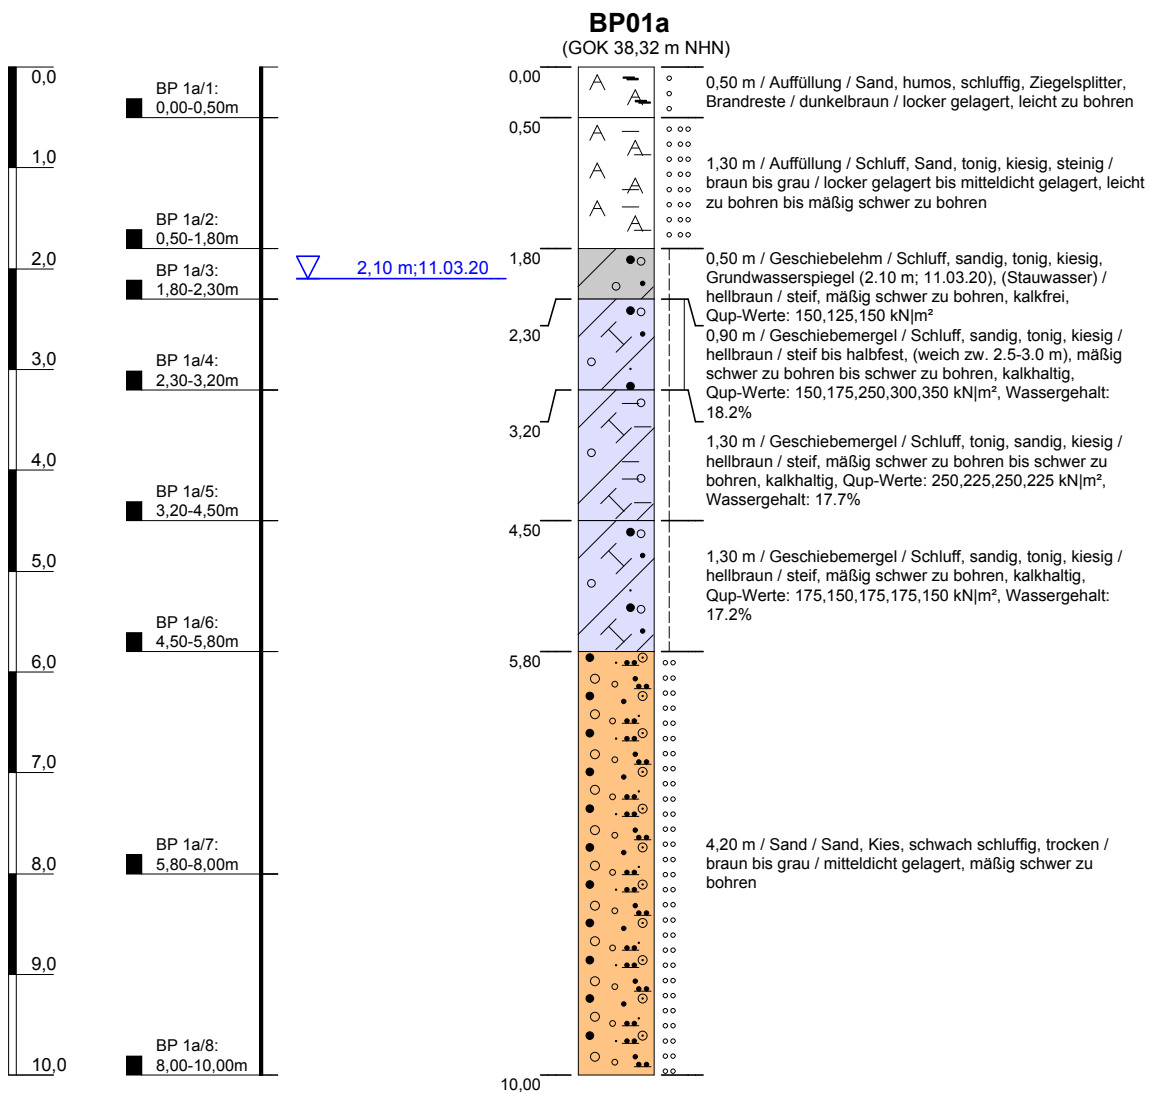 BP01a
(GOK 38,32 m NHN)
0,0
1,0
2,0
3,0
4,0
5,0
6,0
7,0
8,0
9,0
10,0
BP 1a/1:
0,00-0,50m
BP 1a/2:
0,50-1,80m
BP 1a/3:
1,80-2,30m
BP 1a/4:
2,30-3,20m
BP 1a/5:
3,20-4,50m
BP 1a/6:
4,50-5,80m
BP 1a/7:
5,80-8,00m
BP 1a/8:
8,00-10,00m
2,10 m;11.03.20
0,00
0,50
1,80
2,30
3,20
4,50
5,80
10,00
0,50 m / Auffüllung / Sand, humos, schluffig, Ziegelsplitter,
Brandreste / dunkelbraun / locker gelagert, leicht zu bohren
1,30 m / Auffüllung / Schluff, Sand, tonig, kiesig, steinig /
braun bis grau / locker gelagert bis mitteldicht gelagert, leicht
zu bohren bis mäßig schwer zu bohren
0,50 m / Geschiebelehm / Schluff, sandig, tonig, kiesig,
Grundwasserspiegel (2.10 m; 11.03.20), (Stauwasser) /
hellbraun / steif, mäßig schwer zu bohren, kalkfrei,
Qup-Werte: 150,125,150 kN|m²
0,90 m / Geschiebemergel / Schluff, sandig, tonig, kiesig /
hellbraun / steif bis halbfest, (weich zw. 2.5-3.0 m), mäßig
schwer zu bohren bis schwer zu bohren, kalkhaltig,
Qup-Werte: 150,175,250,300,350 kN|m², Wassergehalt:
18.2%
1,30 m / Geschiebemergel / Schluff, tonig, sandig, kiesig /
hellbraun / steif, mäßig schwer zu bohren bis schwer zu
bohren, kalkhaltig, Qup-Werte: 250,225,250,225 kN|m²,
Wassergehalt: 17.7%
1,30 m / Geschiebemergel / Schluff, sandig, tonig, kiesig /
hellbraun / steif, mäßig schwer zu bohren, kalkhaltig,
Qup-Werte: 175,150,175,175,150 kN|m², Wassergehalt:
17.2%
4,20 m / Sand / Sand, Kies, schwach schluffig, trocken /
braun bis grau / mitteldicht gelagert, mäßig schwer zu
bohren